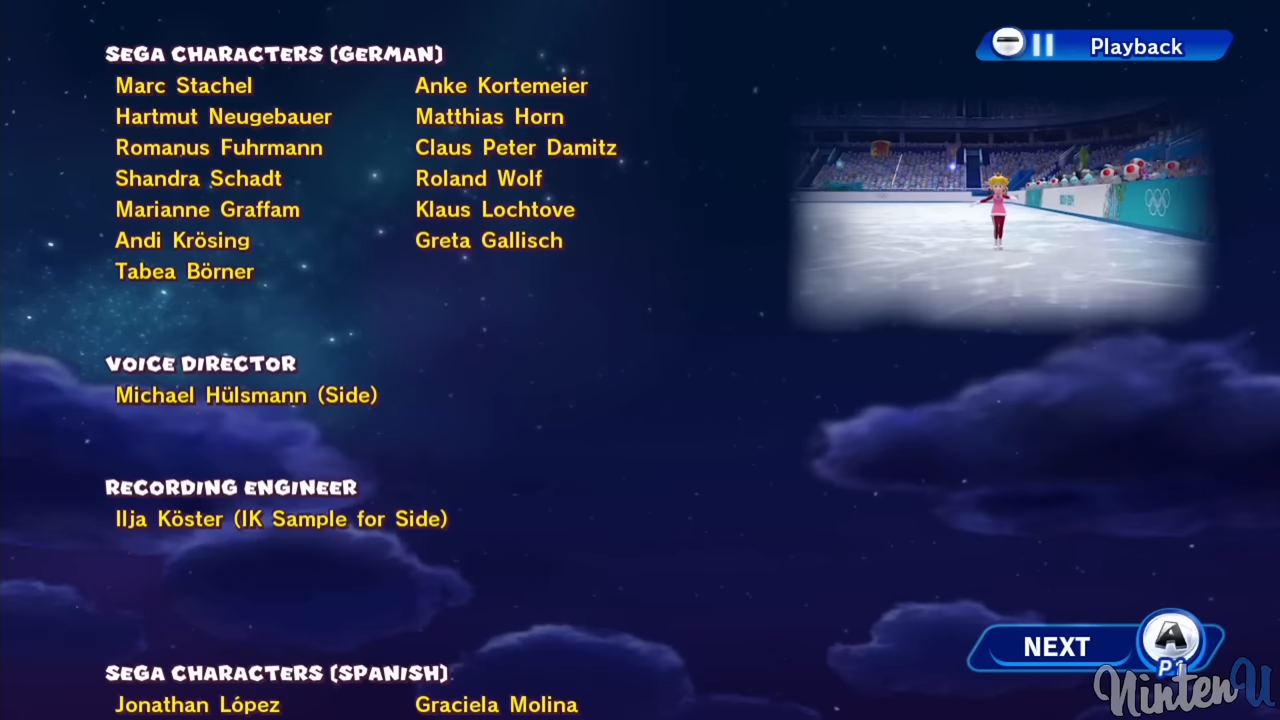 SEGA CHARACTERS (GERMAN)
Marc Stachel Anke Kortemeier
Hartmut Neugebauer Matthias Horn
Romanus Fuhrmann Claus Peter Damitz
Shandra Schadt Roland Wolf
Marianne Graffam Klaus Lochtove
Andi Krösing Greta Gallisch
Tabea Börner
VOICE DIRECTOR
Michael Hülsmann (Side)
RECORDING ENGINEER
Ilja Köster (IK Sample for Side)
SEGA CHARACTERS (SPANISH)
Jonathan López Graciela Molina
Playback
NEXT
A
P1
NintenU